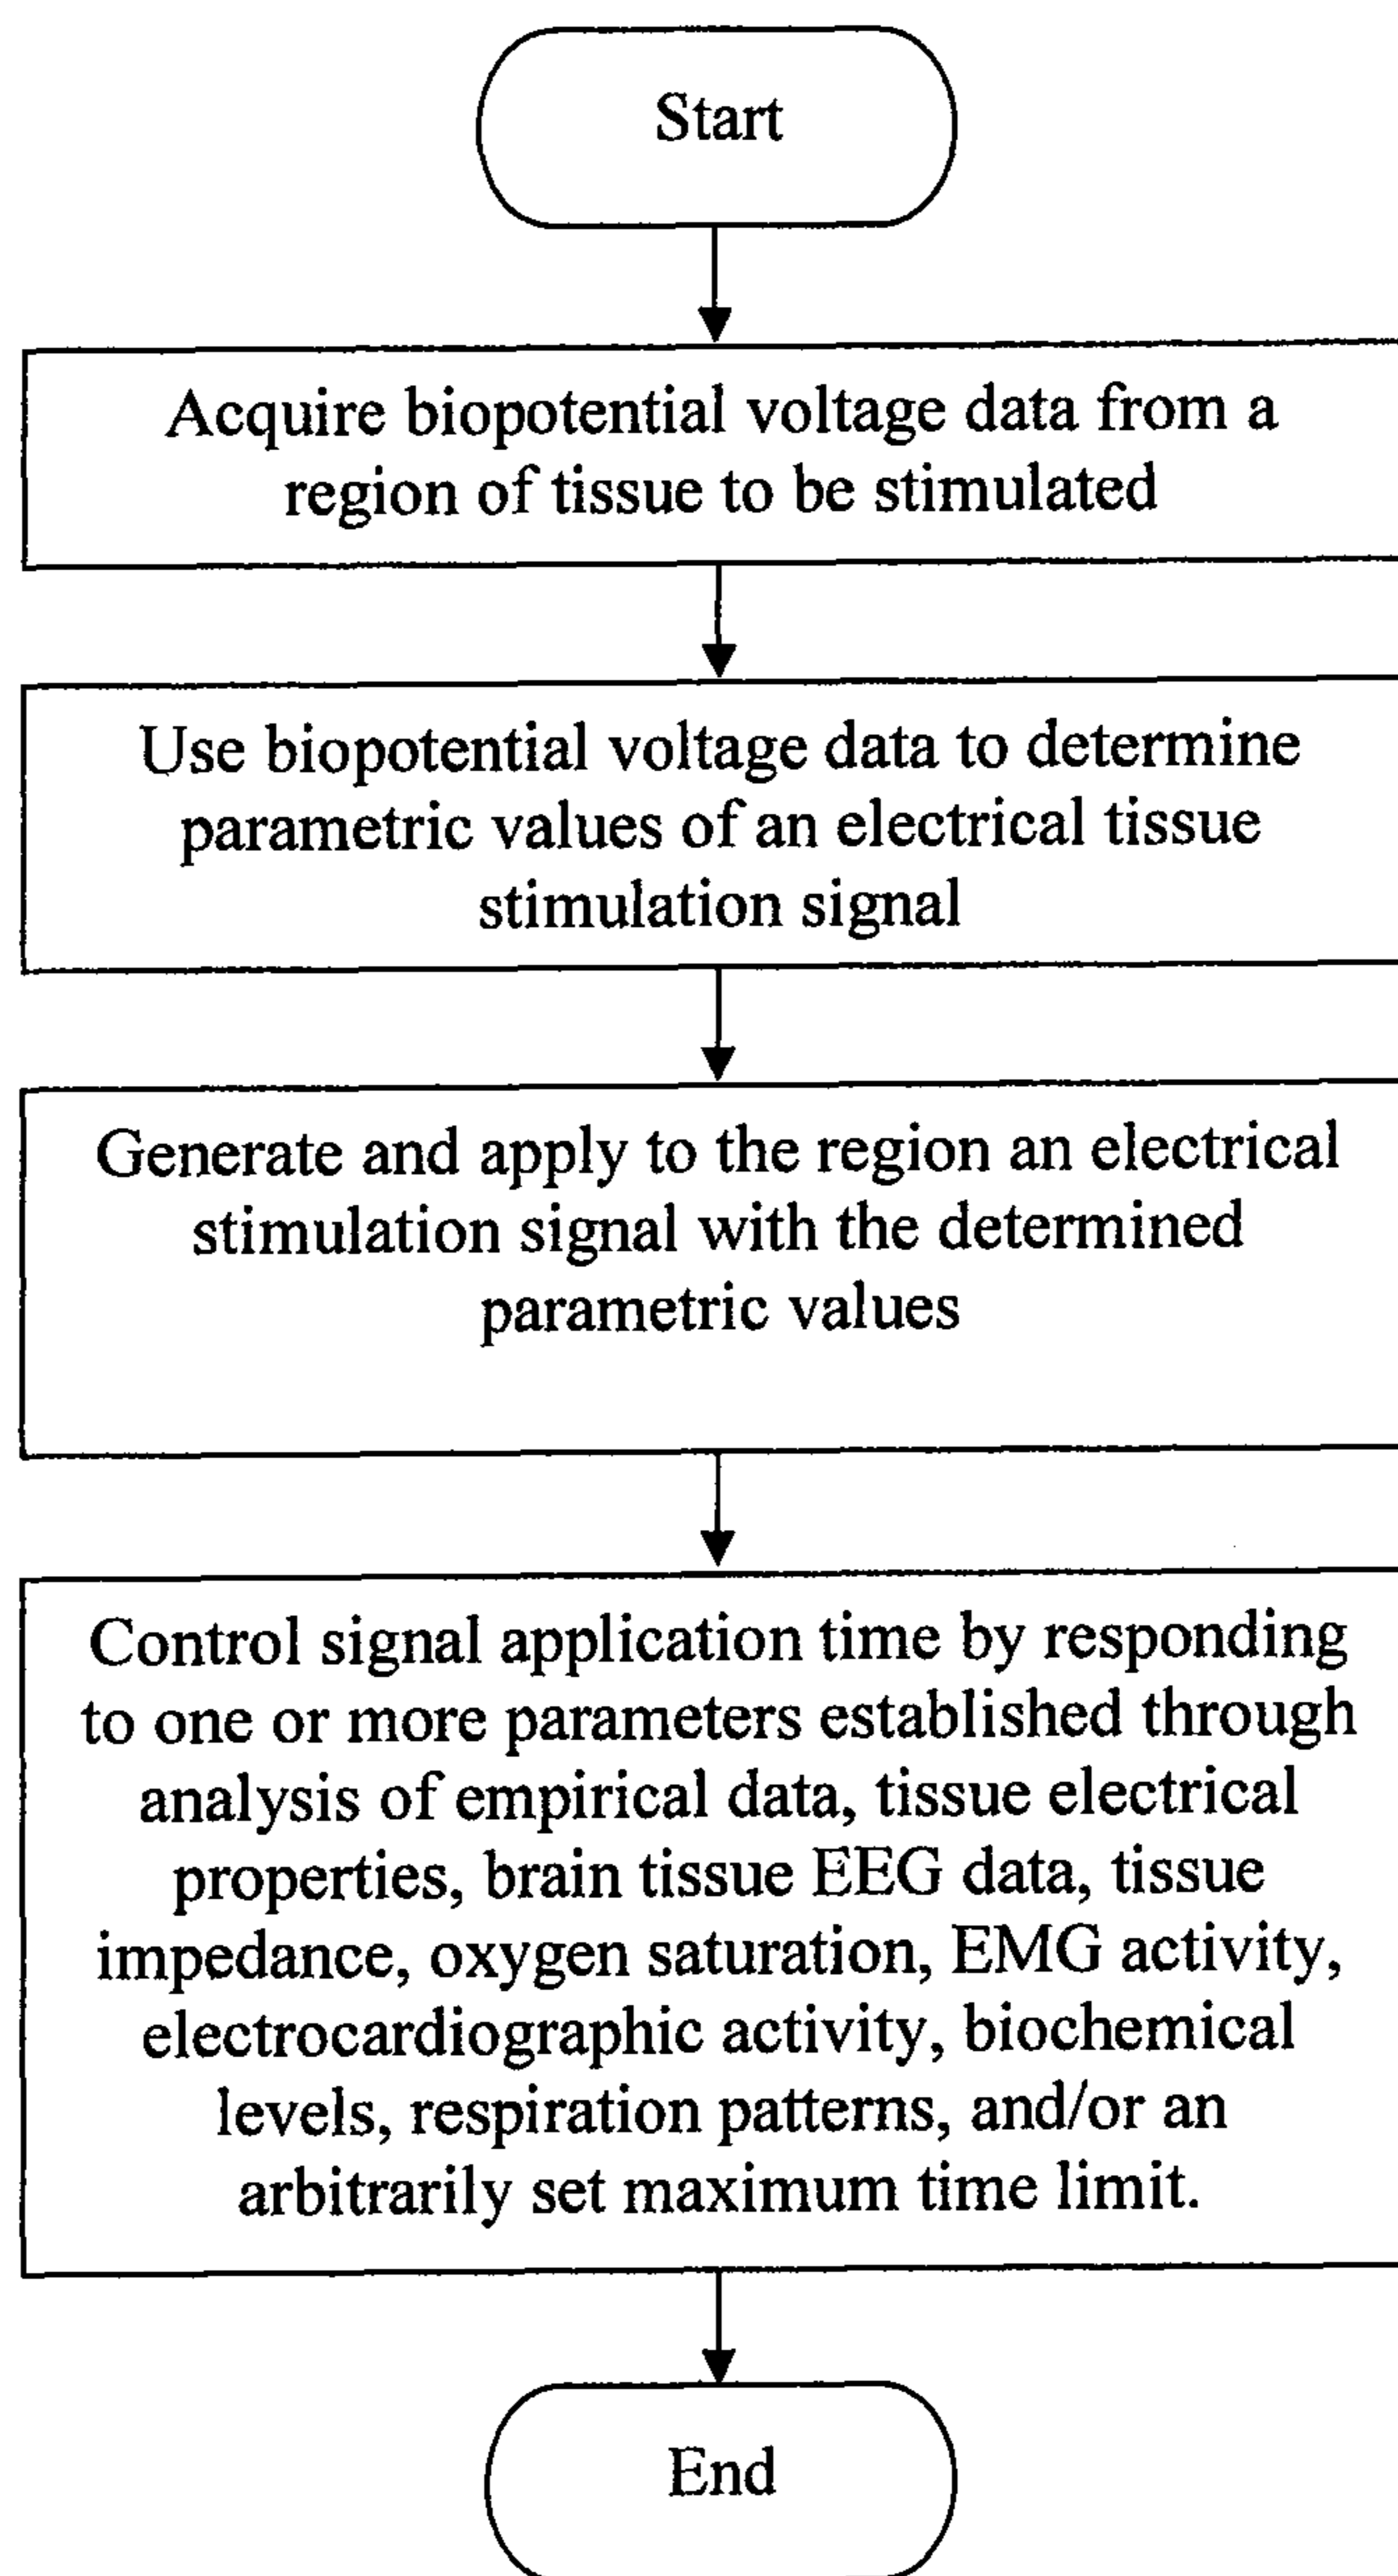 Start
Acquire biopotential voltage data from a
region of tissue to be stimulated
Use biopotential voltage data to determine
parametric values of an electrical tissue
stimulation signal
Generate and apply to the region an electrical
stimulation signal with the determined
parametric values
Control signal application time by responding
to one or more parameters established through
analysis of empirical data, tissue electrical
properties, brain tissue EEG data, tissue
impedance, oxygen saturation, EMG activity,
electrocardiographic activity, biochemical
levels, respiration patterns, and/or an
arbitrarily set maximum time limit.
End